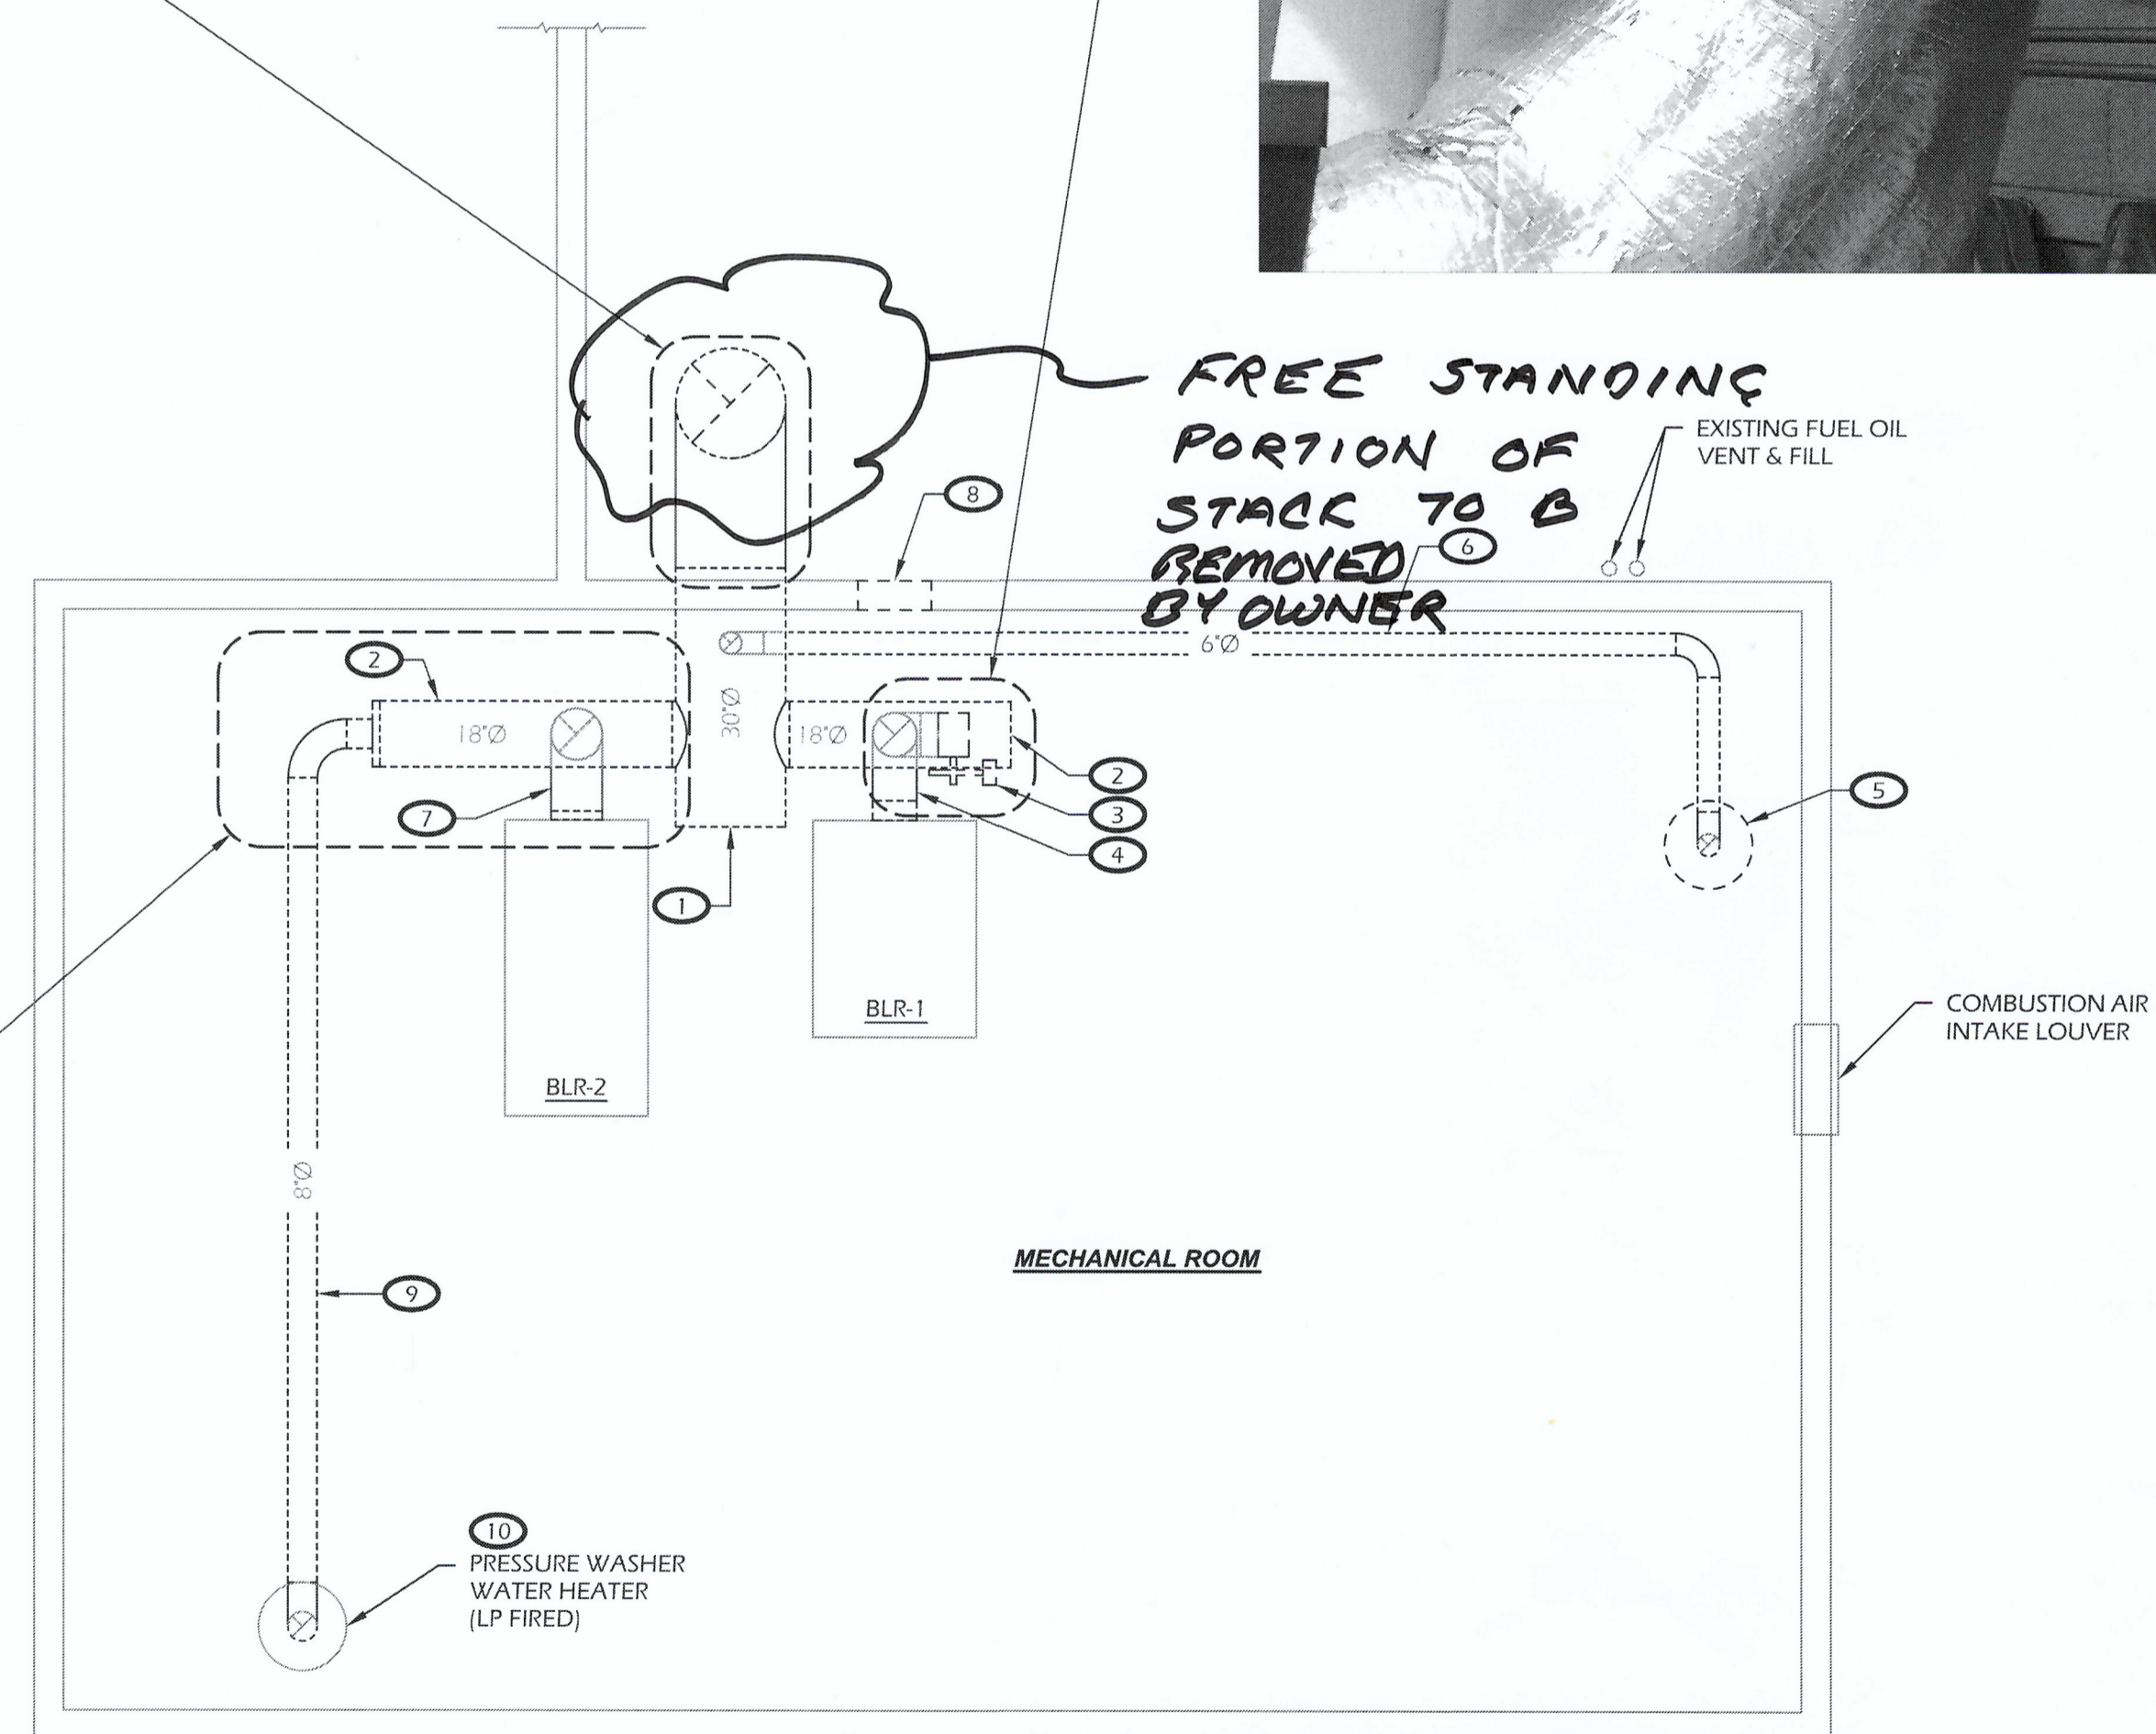 FREE STANDING
PORTION OF
STACK TO B
REMOVED
BY OWNER
EXISTING FUEL OIL
VENT & FILL
8
6
6"Ø
2
18"Ø
30"Ø
18"Ø
2
3
4
7
5
1
BLR-1
BLR-2
COMBUSTION AIR
INTAKE LOUVER
8"Ø
9
MECHANICAL ROOM
10
PRESSURE WASHER
WATER HEATER
(LP FIRED)